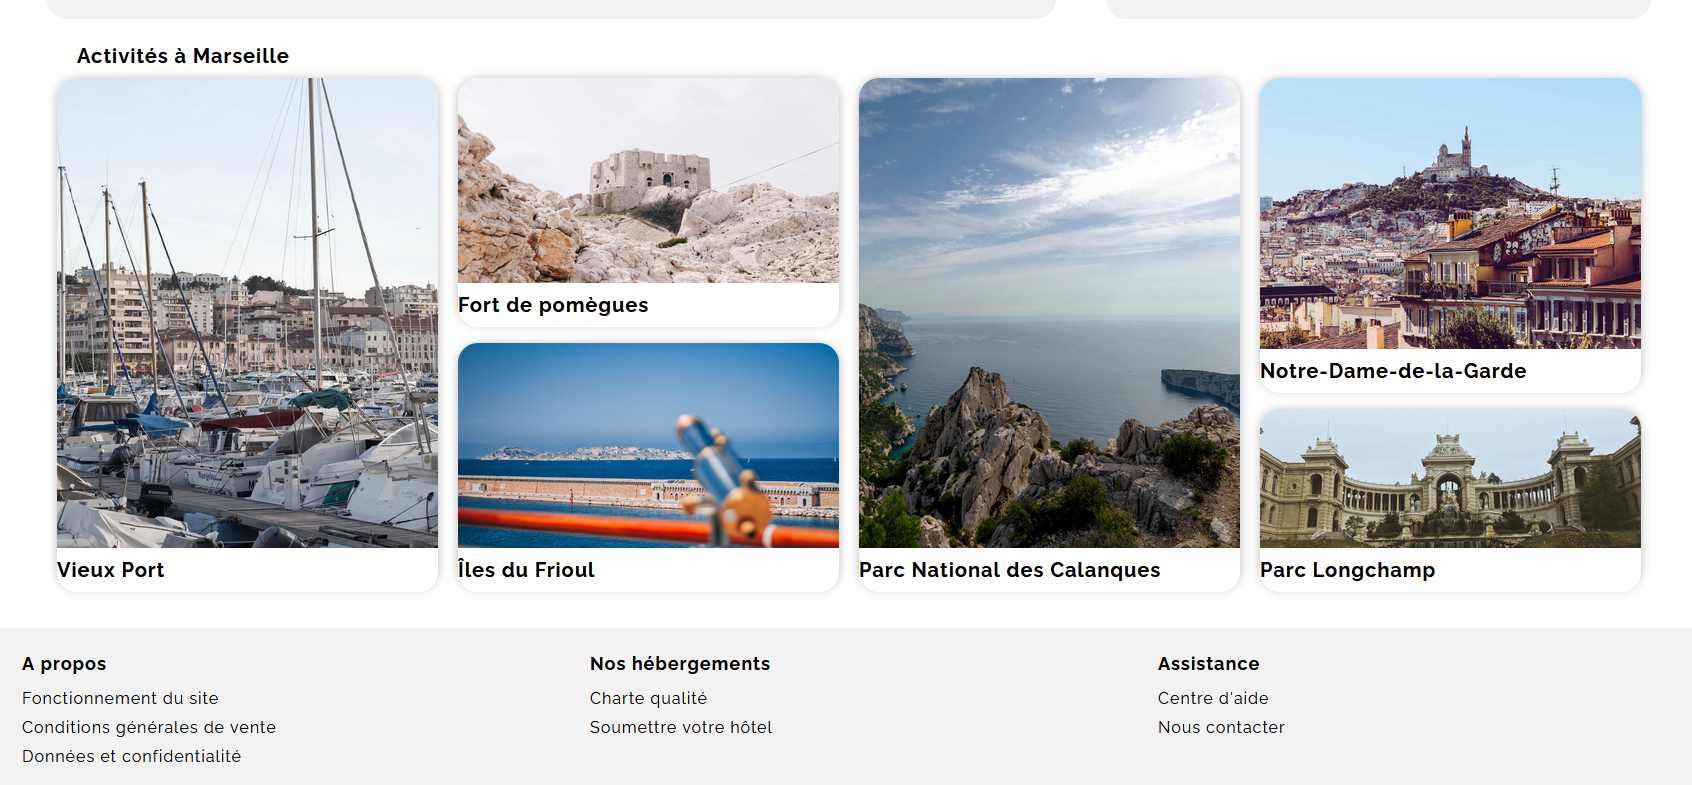 Activités à Marseille
Vieux Port
Fort de pomègues
Îles du Frioul
Parc National des Calanques
Notre-Dame-de-la-Garde
Parc Longchamp
A propos
Fonctionnement du site
Conditions générales de vente
Données et confidentialité
Nos hébergements
Charte qualité
Soumettre votre hôtel
Assistance
Centre d'aide
Nous contacter